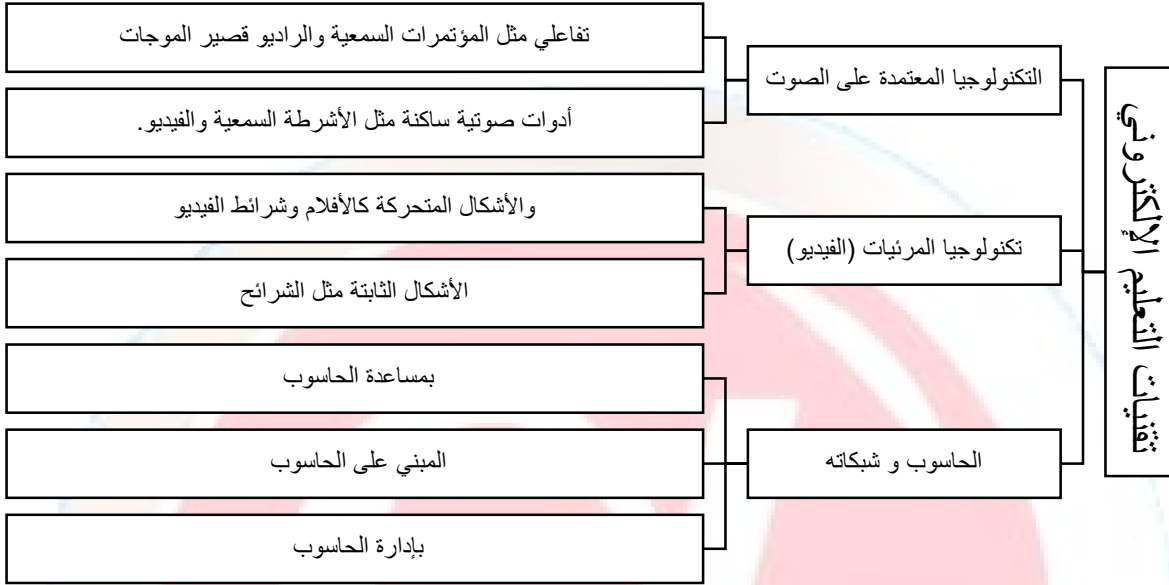 تقنيات التعليم الإلكتروني
التكنولوجيا المعتمدة على الصوت
تفاعلي مثل المؤتمرات السمعية والراديو قصير الموجات
أدوات صوتية ساكنة مثل الأشرطة السمعية والفيديو.
تكنولوجيا المرئيات (الفيديو)
والأشكال المتحركة كالأفلام وشرائط الفيديو
الأشكال الثابتة مثل الشرائح
الحاسوب و شبكاته
بمساعدة الحاسوب
المبني على الحاسوب
بإدارة الحاسوب